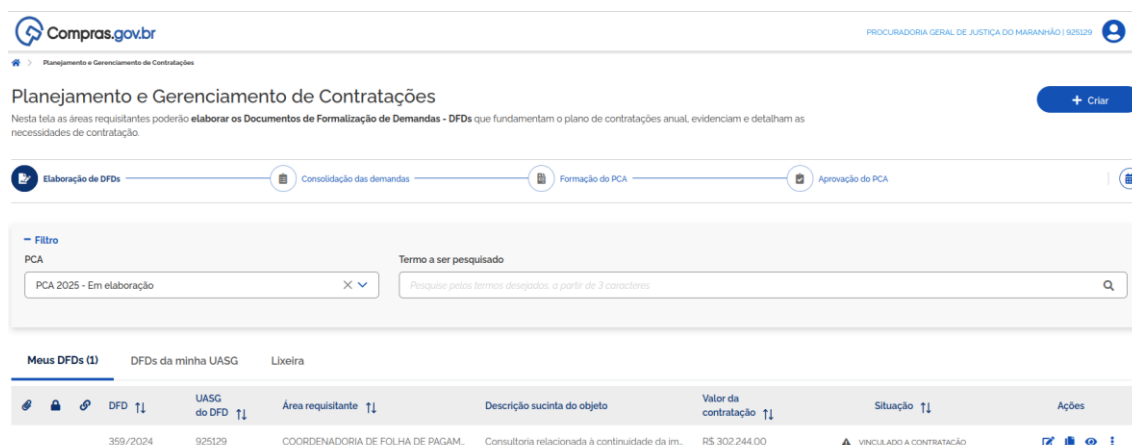 Compras.gov.br
PROCURADORIA GERAL DE JUSTIÇA DO MARANHÃO | 925129
Planejamento e Gerenciamento de Contratações
Planejamento e Gerenciamento de Contratações
+ Criar
Nesta tela as áreas requisitantes poderão elaborar os Documentos de Formalização de Demandas - DFDs que fundamentam o plano de contratações anual, evidenciam e detalham as
necessidades de contratação.
Elaboração de DFDs
Consolidação das demandas
Formação do PCA
Aprovação do PCA
Filtro
PCA
Termo a ser pesquisado
PCA 2025 - Em elaboração
Pesquise pelos termos desejados, a partir de 3 caracteres
Meus DFDs (1)
DFDs da minha UASG
Lixeira
DFD
UASG
do DFD
Área requisitante
Descrição sucinta do objeto
Valor da
contratação
Situação
Ações
359/2024
925129
COORDENADORIA DE FOLHA DE PAGAM...
Consultoria relacionada à continuidade da im...
R$ 302.244,00
VINCULADO A CONTRATAÇÃO